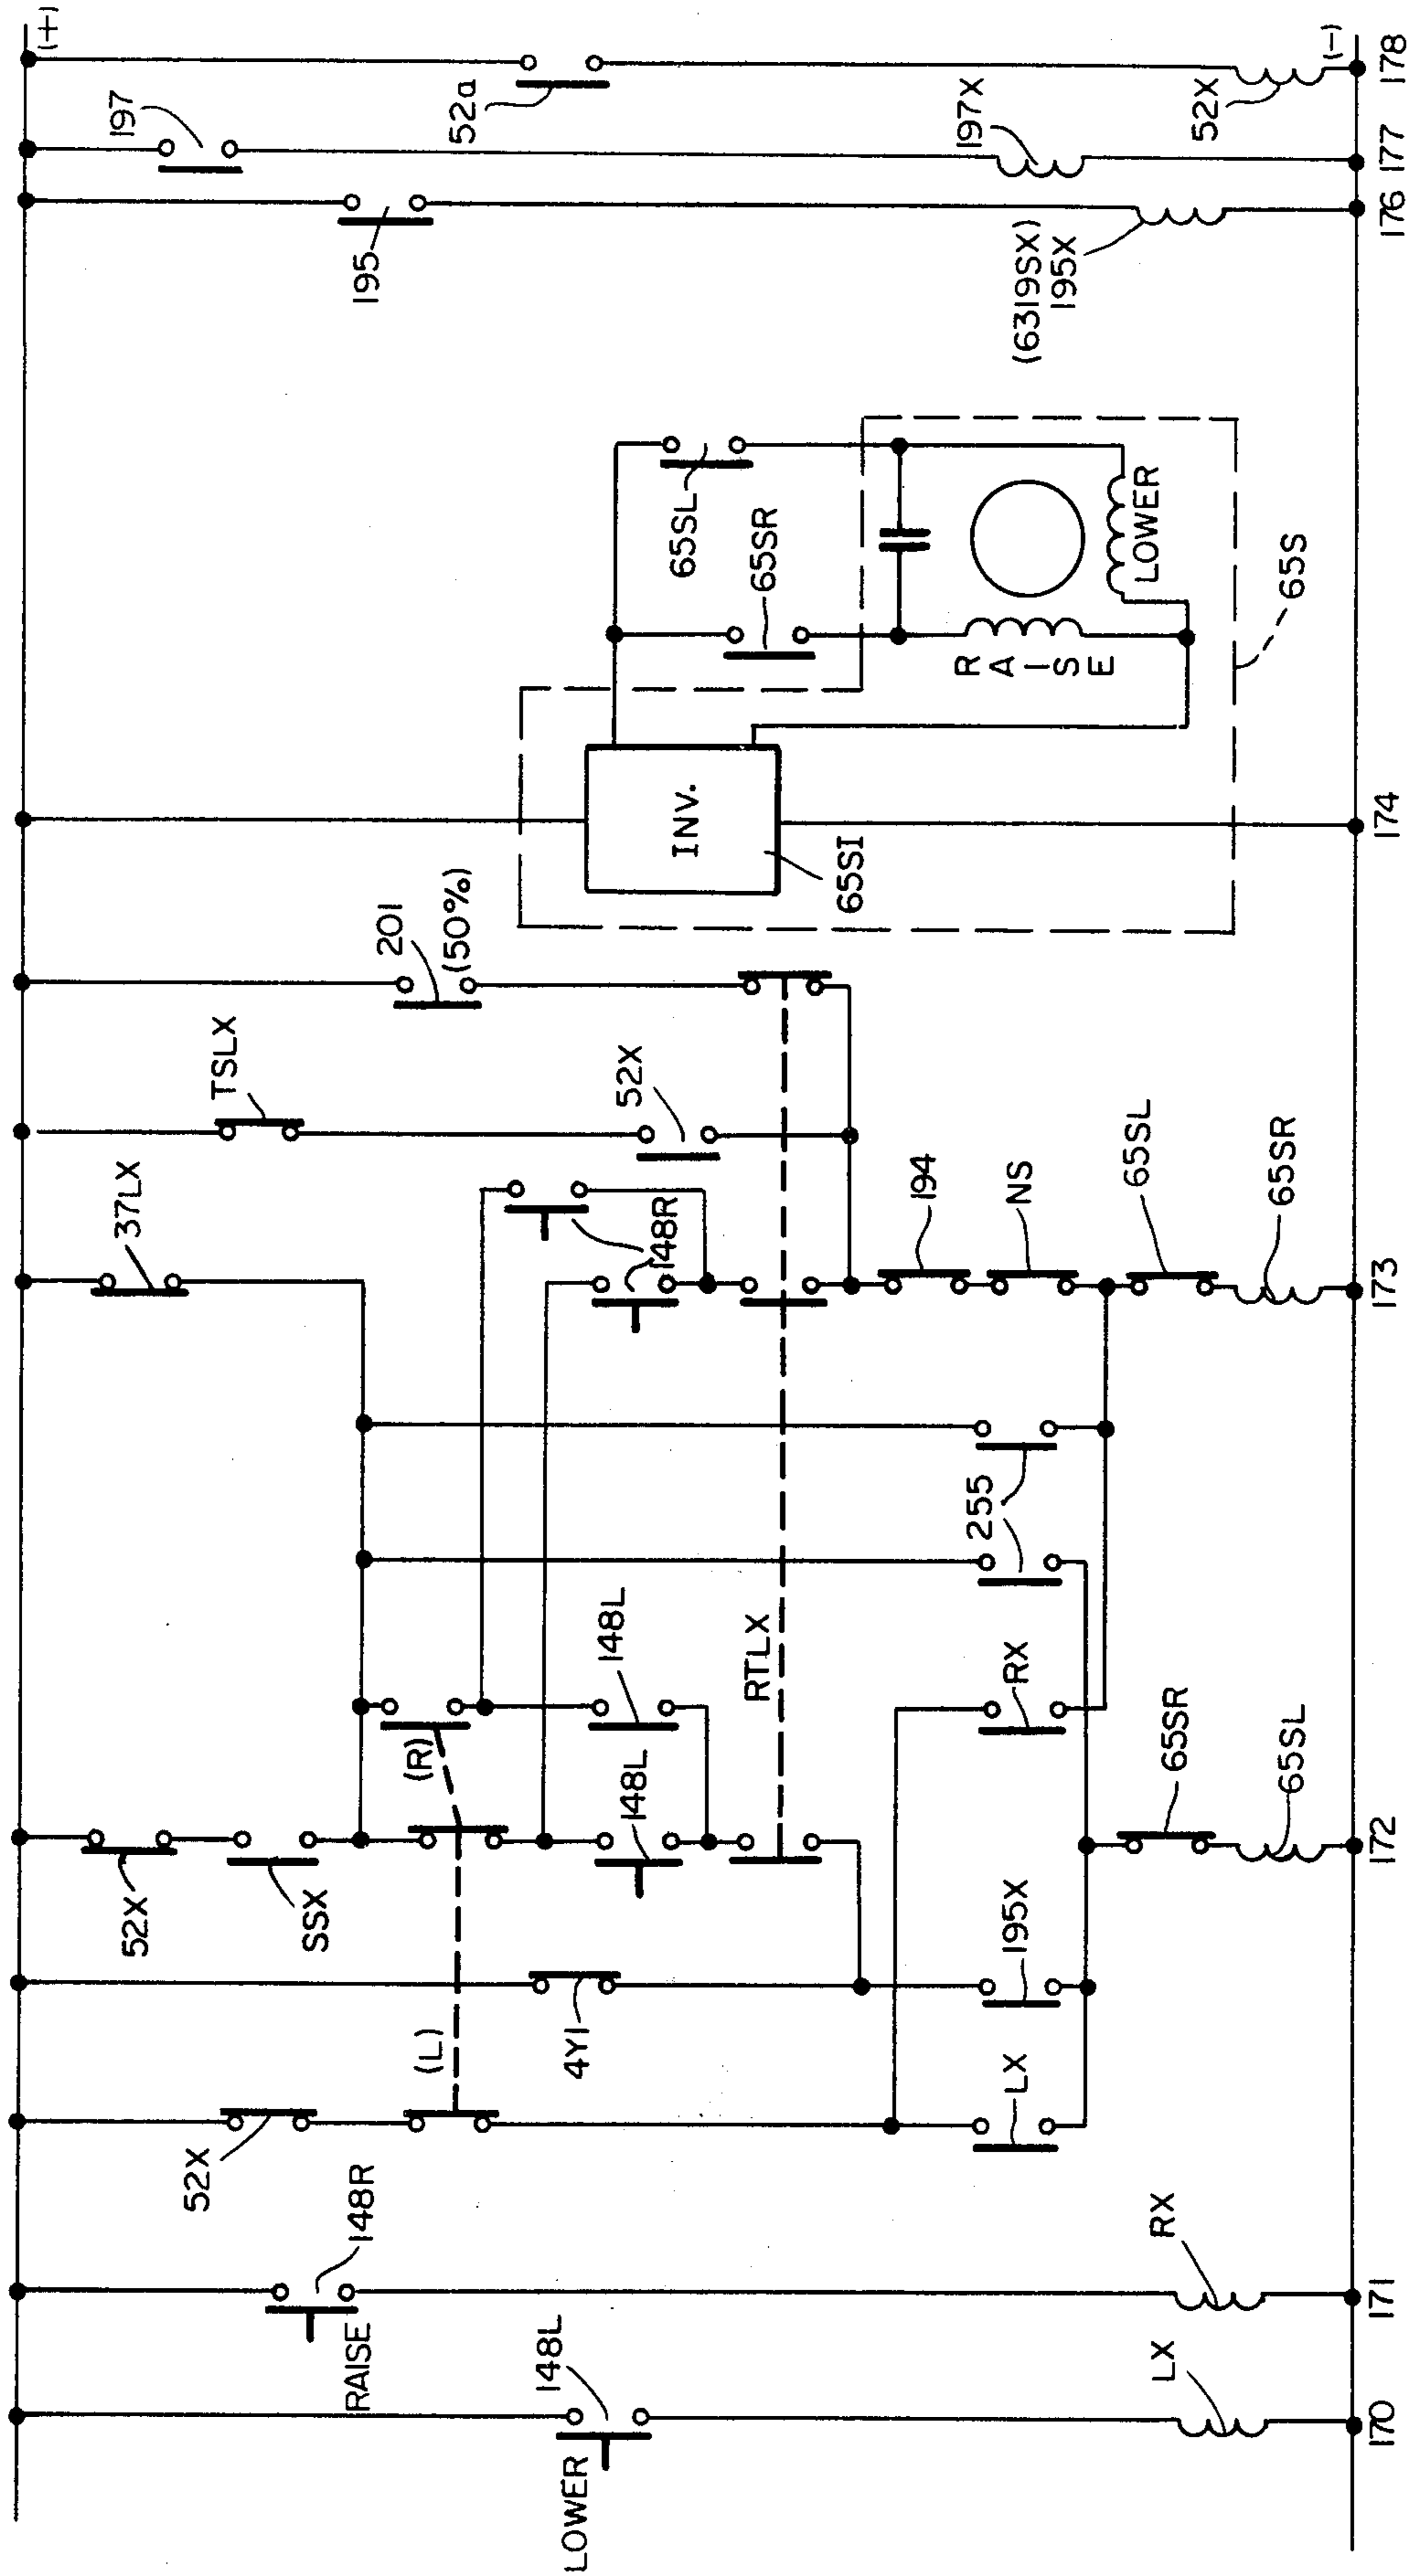 (+)
(-)
LOWER
148L
LX
170
RAISE
148R
RX
171
52X
(L)
LX
4Y1
195X
52X
SSX
(R)
148L
148L
RTLX
RX
65SR
65SL
172
255
37LX
148R
TSLX
52X
201
(50%)
194
NS
65SL
65SR
173
INV.
65SI
174
65SR
65SL
RAISE
LOWER
65S
195
(6319SX)
195X
176
197
197X
177
52a
52X
178